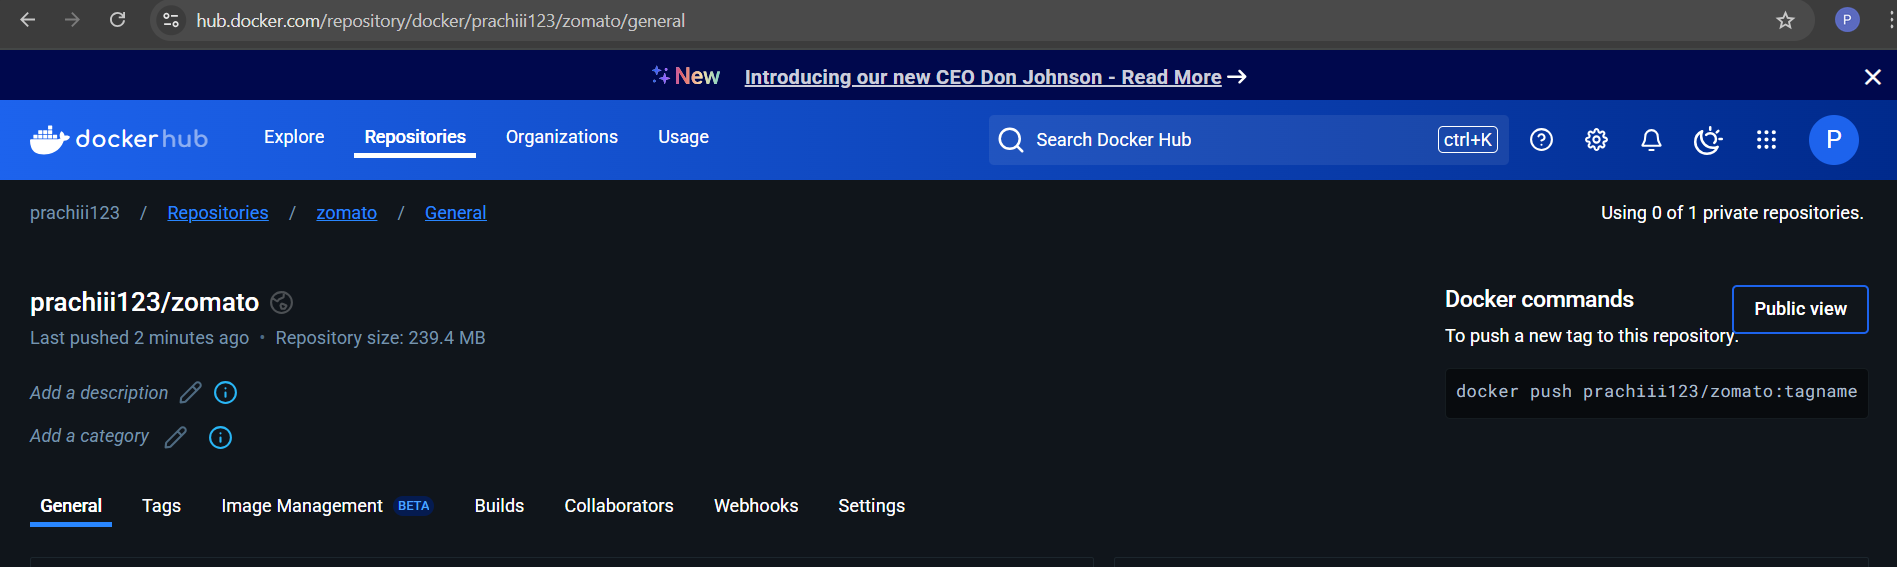 hub.docker.com/repository/docker/prachiii123/zomato/general
P
New Introducing our new CEO Don Johnson - Read More
docker hub Explore Repositories Organizations Usage Search Docker Hub ctrl+K P
prachiii123 / Repositories / zomato / General Using 0 of 1 private repositories.
prachiii123/zomato
Last pushed 2 minutes ago • Repository size: 239.4 MB
Add a description
Add a category
Docker commands
Public view
To push a new tag to this repository.
docker push prachiii123/zomato:tagname
General Tags Image Management BETA Builds Collaborators Webhooks Settings